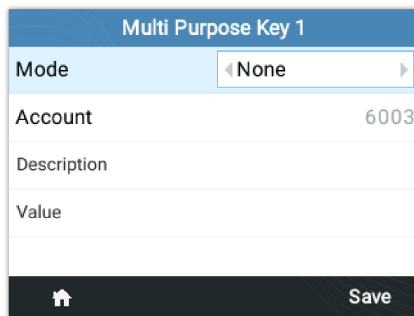 Multi Purpose Key 1
Mode None
Account 6003
Description
Value
Save